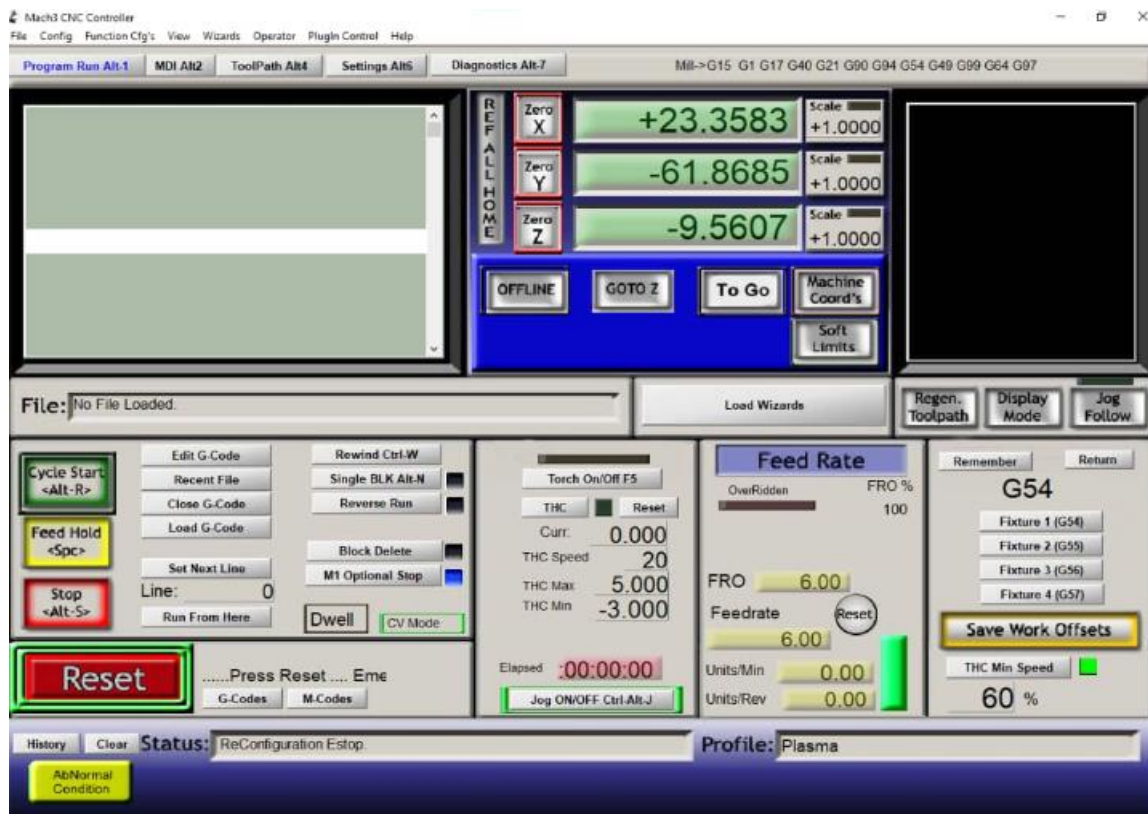 Mach3 CNC Controller
File Config Function Cfg's View Wizards Operator PlugIn Control Help
Program Run Alt-1 MDI Alt2 ToolPath Alt4 Settings Alt6 Diagnostics Alt-7 Mill->G15 G1 G17 G40 G21 G90 G94 G54 G49 G99 G64 G97
REF ALL HOME
Zero X +23.3583 Scale +1.0000
Zero Y -61.8685 Scale +1.0000
Zero Z -9.5607 Scale +1.0000
OFFLINE GOTO Z To Go Machine Coord's
Soft Limits
File: No File Loaded. Load Wizards
Regen. Toolpath Display Mode Jog Follow
Cycle Start <Alt-R>
Feed Hold <Spc>
Stop <Alt-S>
Edit G-Code
Recent File
Close G-Code
Load G-Code
Set Next Line
Line: 0
Run From Here
Rewind Ctrl-W
Single BLK Alt-N
Reverse Run
Block Delete
M1 Optional Stop
Dwell CV Mode
Reset
......Press Reset .... Eme
G-Codes M-Codes
Torch On/Off F5
THC Reset
Curr. 0.000
THC Speed 20
THC Max 5.000
THC Min -3.000
Elapsed :00:00:00
Jog ON/OFF Ctrl-Alt-J
Feed Rate
OverRidden FRO %
100
FRO 6.00
Feedrate Reset
6.00
Units/Min 0.00
Units/Rev 0.00
Remember Return
G54
Fixture 1 (G54)
Fixture 2 (G55)
Fixture 3 (G56)
Fixture 4 (G57)
Save Work Offsets
THC Min Speed
60 %
History Clear Status: ReConfiguration Estop. Profile: Plasma
AbNormal
Condition